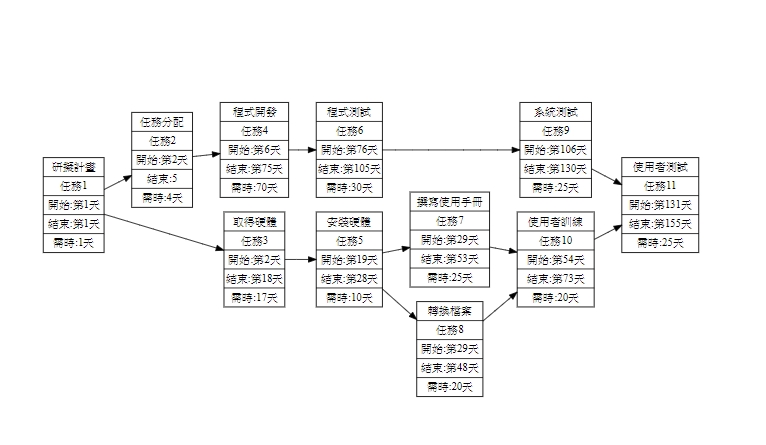 研擬計畫
任務1
開始:第1天
結束:第1天
需時:1天
任務分配
任務2
開始:第2天
結束:5
需時:4天
程式開發
任務4
開始:第6天
結束:第75天
需時:70天
程式測試
任務6
開始:第76天
結束:第105天
需時:30天
系統測試
任務9
開始:第106天
結束:第130天
需時:25天
使用者測試
任務11
開始:第131天
結束:第155天
需時:25天
取得硬體
任務3
開始:第2天
結束:第18天
需時:17天
安裝硬體
任務5
開始:第19天
結束:第28天
需時:10天
撰寫使用手冊
任務7
開始:第29天
結束:第53天
需時:25天
使用者訓練
任務10
開始:第54天
結束:第73天
需時:20天
轉換檔案
任務8
開始:第29天
結束:第48天
需時:20天